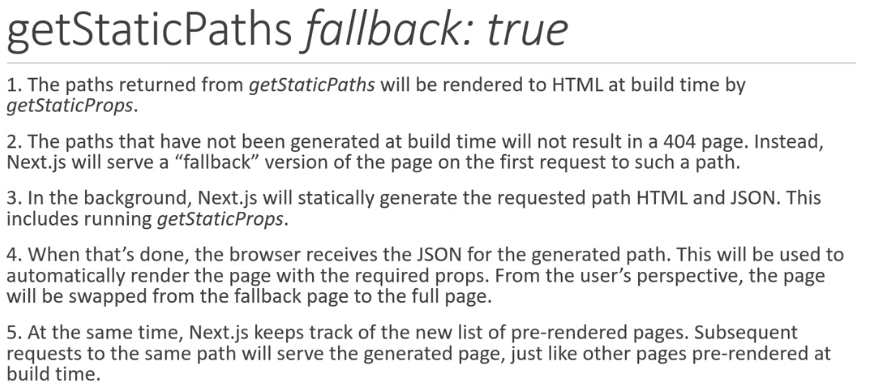 getStaticPaths fallback: true
1. The paths returned from getStaticPaths will be rendered to HTML at build time by
getStaticProps.
2. The paths that have not been generated at build time will not result in a 404 page. Instead,
Next.js will serve a “fallback” version of the page on the first request to such a path.
3. In the background, Next.js will statically generate the requested path HTML and JSON. This
includes running getStaticProps.
4. When that’s done, the browser receives the JSON for the generated path. This will be used to
automatically render the page with the required props. From the user’s perspective, the page
will be swapped from the fallback page to the full page.
5. At the same time, Next.js keeps track of the new list of pre-rendered pages. Subsequent
requests to the same path will serve the generated page, just like other pages pre-rendered at
build time.